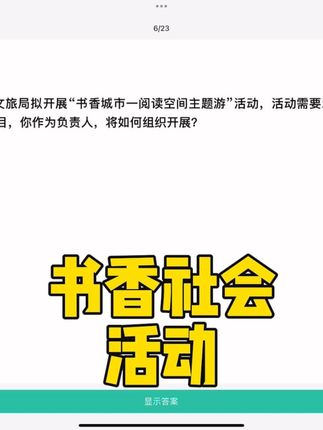 6/23
文旅局拟开展“书香城市一阅读空间主题游”活动，活动需要
目，你作为负责人，将如何组织开展？
书香社会
活动
显示答案